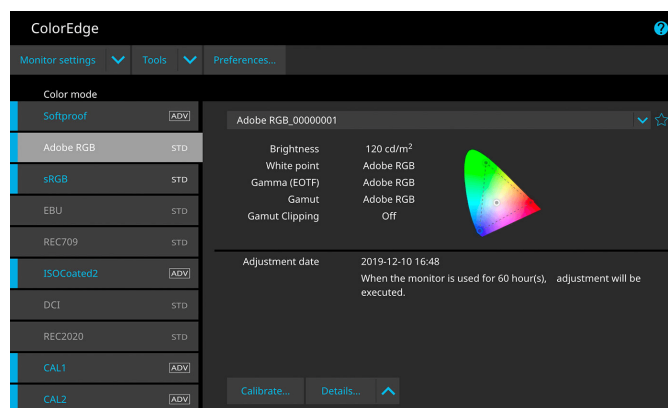 ColorEdge
?
Monitor settings Tools Preferences...
Color mode
Softproof ADV
Adobe RGB STD
sRGB STD
EBU STD
REC709 STD
ISOCoated2 ADV
DCI STD
REC2020 STD
CAL1 ADV
CAL2 ADV
Adobe RGB_00000001
Brightness 120 cd/m²
White point Adobe RGB
Gamma (EOTF) Adobe RGB
Gamut Adobe RGB
Gamut Clipping Off
Adjustment date 2019-12-10 16:48
When the monitor is used for 60 hour(s), adjustment will be
executed.
Calibrate... Details...